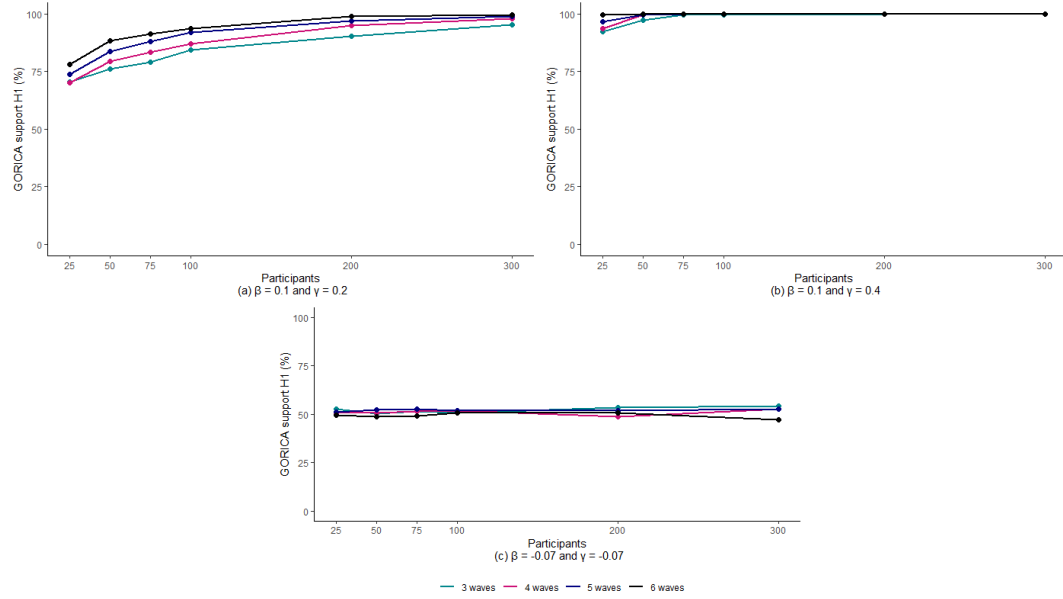 100
75
50
25
0
GORICA support H1 (%)
25 50 75 100 200 300
Participants
(a) β = 0.1 and γ = 0.2
100
75
50
25
0
GORICA support H1 (%)
25 50 75 100 200 300
Participants
(b) β = 0.1 and γ = 0.4
100
75
50
25
0
GORICA support H1 (%)
25 50 75 100 200 300
Participants
(c) β = -0.07 and γ = -0.07
3 waves 4 waves 5 waves 6 waves